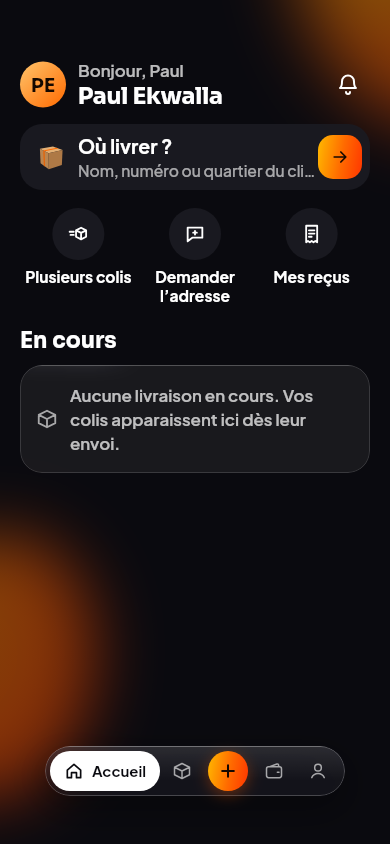 PE
Bonjour, Paul
Paul Ekwalla
Où livrer ?
Nom, numéro ou quartier du cli...
Plusieurs colis
Demander
l'adresse
Mes reçus
En cours
Aucune livraison en cours. Vos
colis apparaissent ici dès leur
envoi.
Accueil